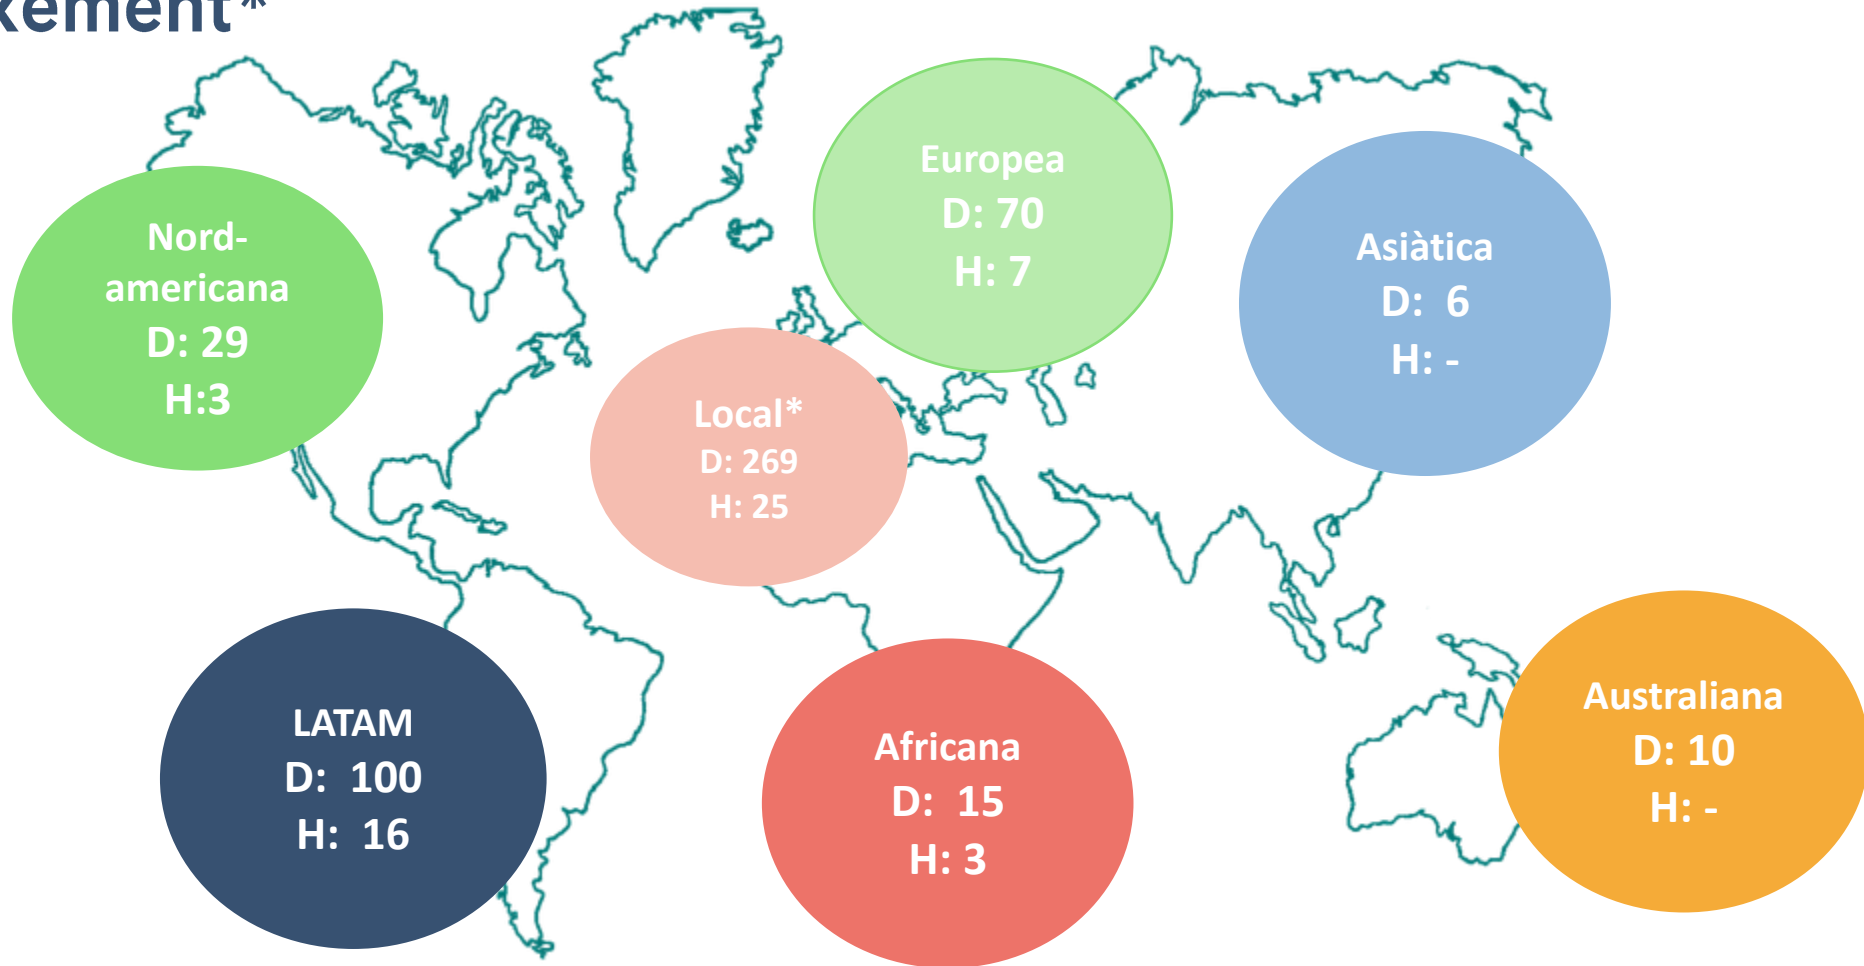 Nord-
americana
D: 29
H:3
Europea
D: 70
H: 7
Asiàtica
D:  6
H: -
Local*
D: 269
H: 25
LATAM
D:  100
H:  16
Africana
D:  15
H: 3
Australiana
D: 10
H: -